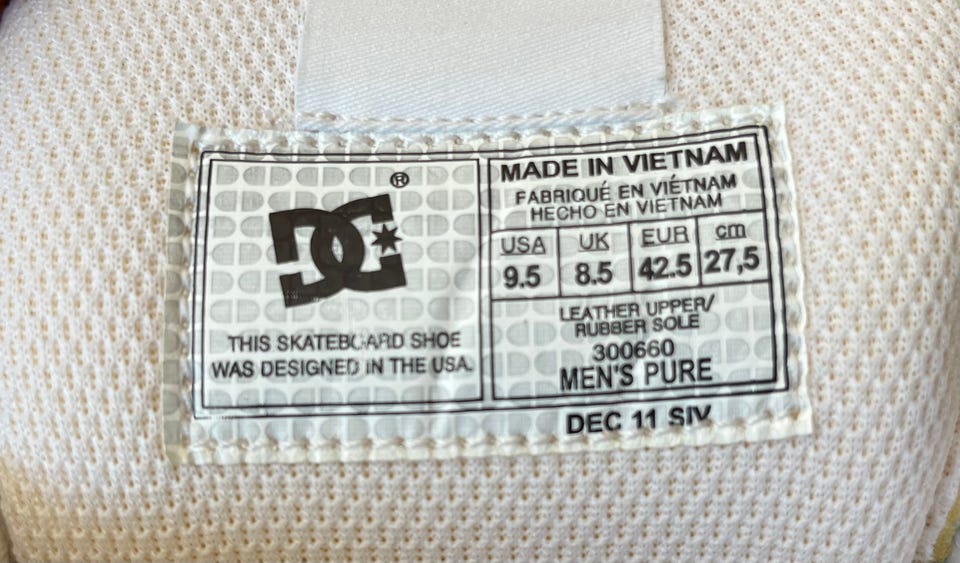 DC
®
THIS SKATEBOARD SHOE
WAS DESIGNED IN THE USA.
MADE IN VIETNAM
FABRIQUÉ EN VIÉTNAM
HECHO EN VIETNAM
USA UK EUR cm
9.5 8.5 42.5 27,5
LEATHER UPPER/
RUBBER SOLE
300660
MEN'S PURE
DEC 11 SIV